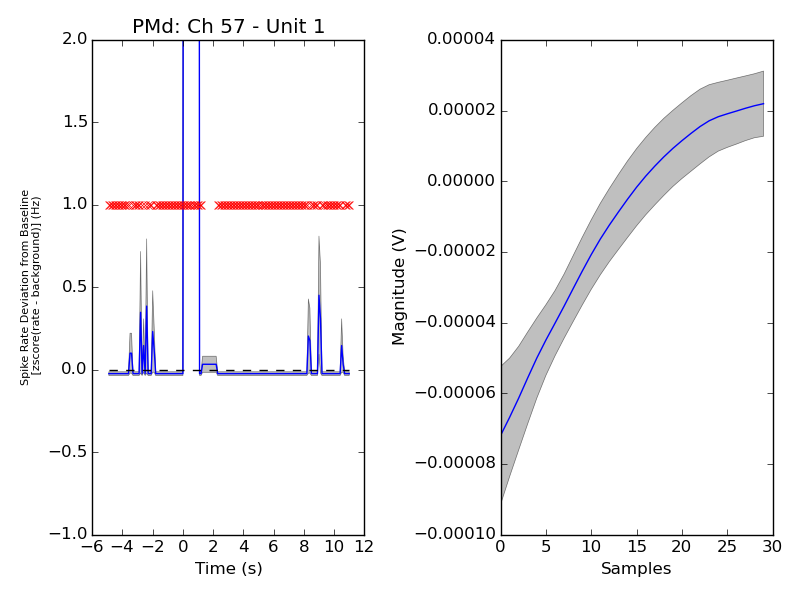 PMd: Ch 57 - Unit 1
2.0
1.5
1.0
0.5
0.0
−0.5
−1.0
Spike Rate Deviation from Baseline
[zscore(rate - background)] (Hz)
−6 −4 −2 0 2 4 6 8 10 12
Time (s)
0.00004
0.00002
0.00000
−0.00002
−0.00004
−0.00006
−0.00008
−0.00010
Magnitude (V)
0 5 10 15 20 25 30
Samples